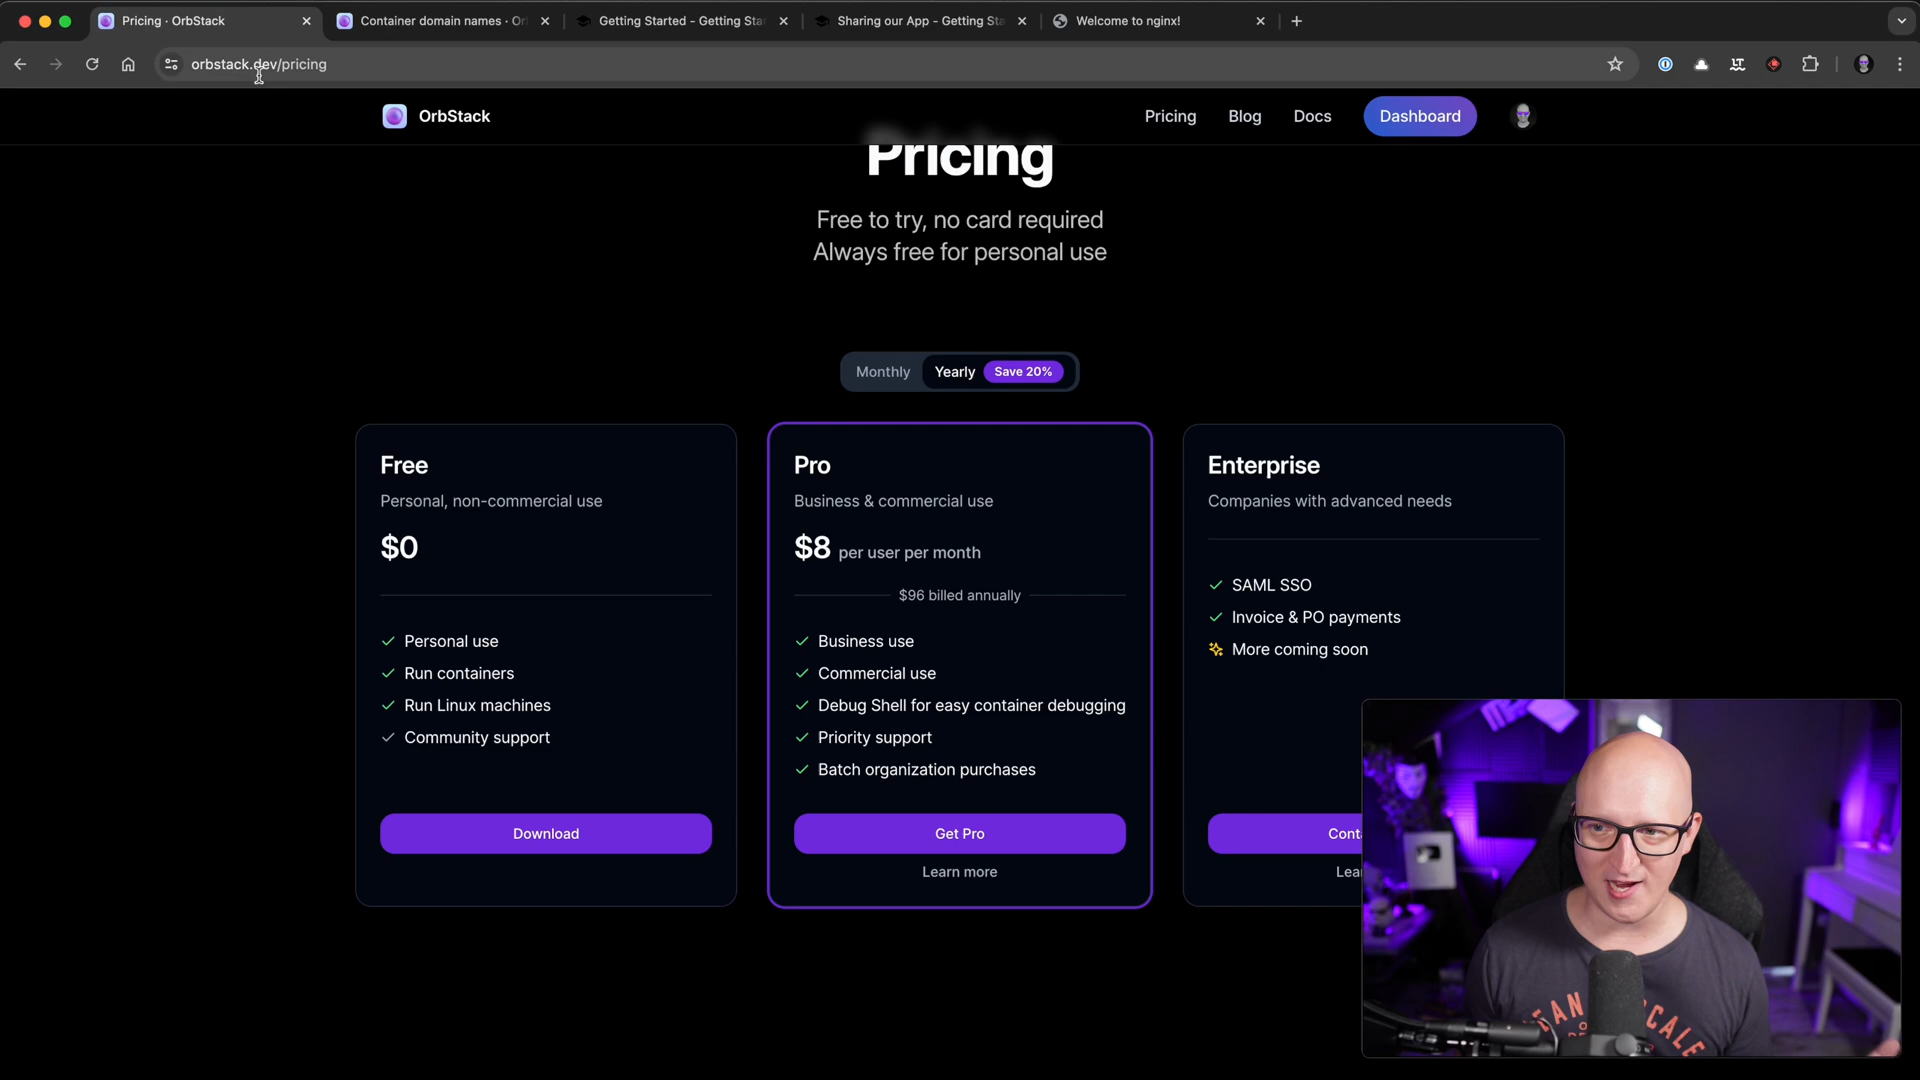 Pricing · OrbStack
Container domain names · Or
Getting Started - Getting Star
Sharing our App - Getting Sta
Welcome to nginx!
orbstack.dev/pricing
OrbStack
Pricing
Blog
Docs
Dashboard
Pricing
Free to try, no card required
Always free for personal use
Monthly
Yearly
Save 20%
Free
Personal, non-commercial use
$0
Personal use
Run containers
Run Linux machines
Community support
Download
Pro
Business & commercial use
$8 per user per month
$96 billed annually
Business use
Commercial use
Debug Shell for easy container debugging
Priority support
Batch organization purchases
Get Pro
Learn more
Enterprise
Companies with advanced needs
SAML SSO
Invoice & PO payments
More coming soon
Cont
Lea